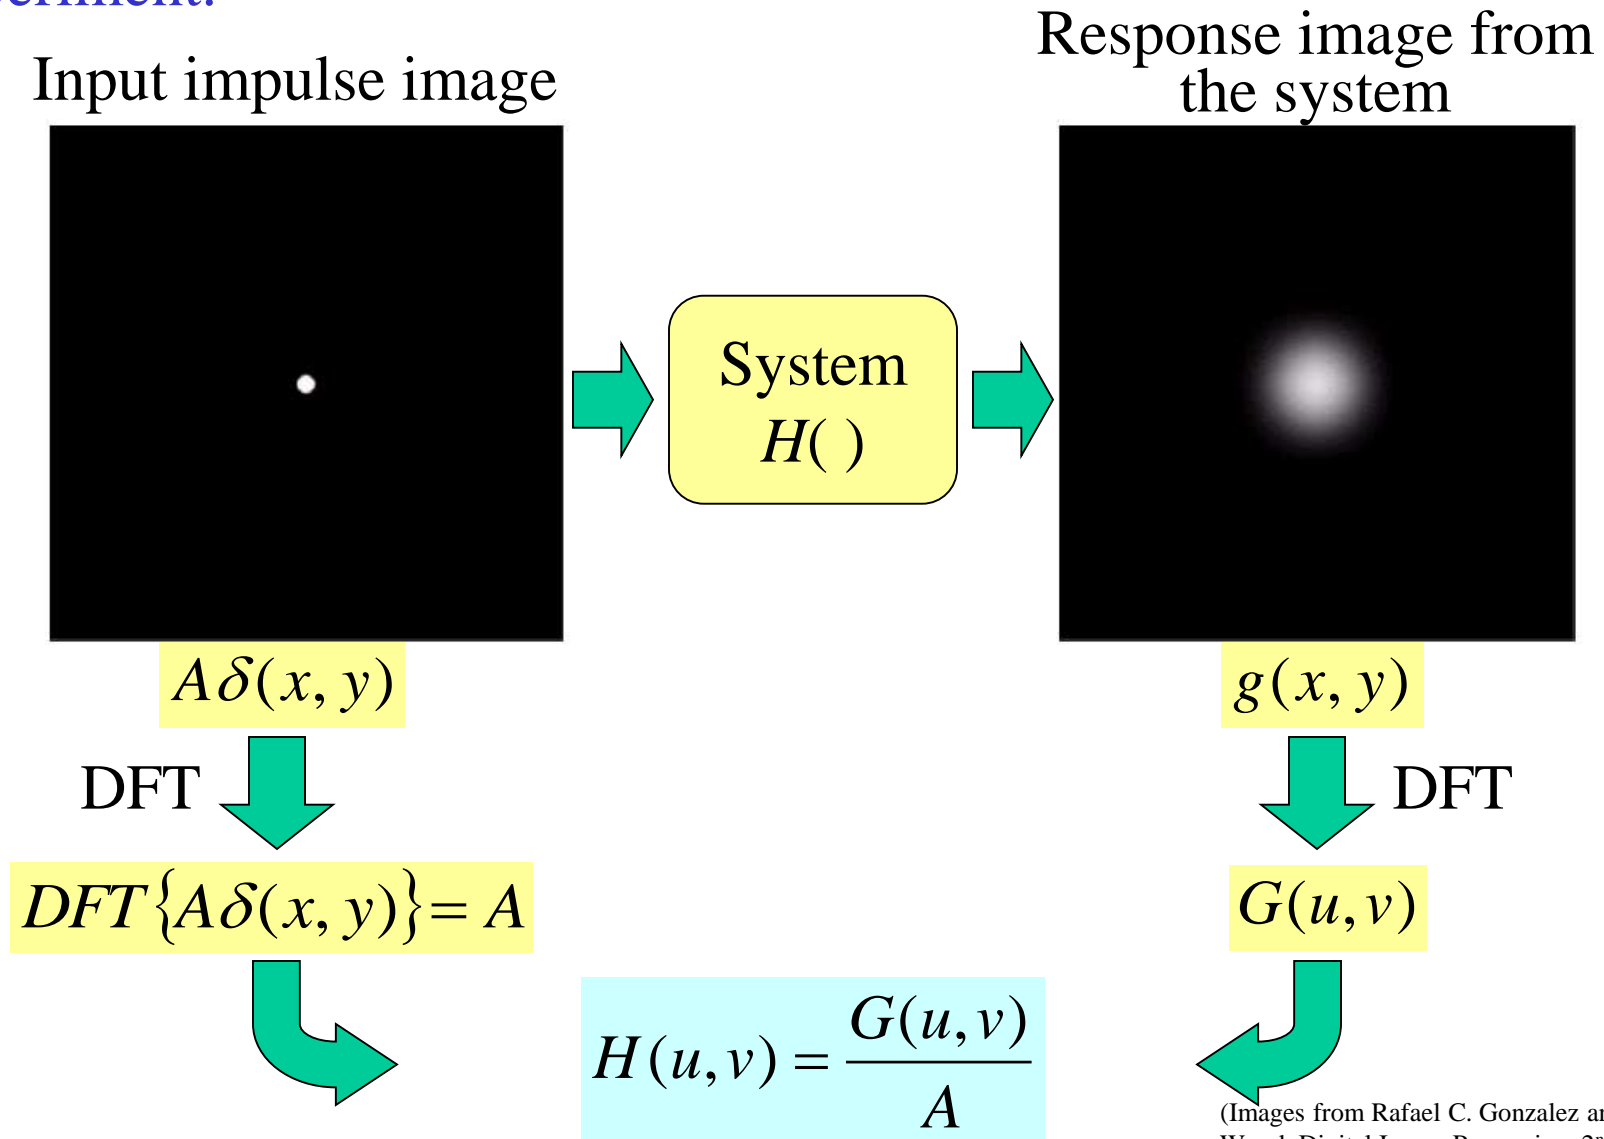 Input impulse image
Response image from
the system
System
H( )
Aδ(x, y)
g(x, y)
DFT
DFT
DFT{Aδ(x, y)} = A
G(u, v)
H(u, v) = G(u, v) / A
(Images from Rafael C. Gonzalez